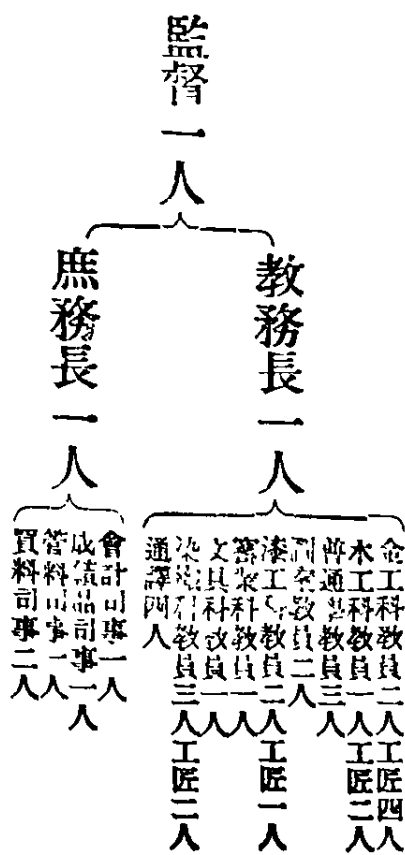 監督一人
教務長一人
金工科教員二人工匠四人
木工科教員一人工匠二人
普通學教員三人
圖案教員二人
漆工科教員二人工匠一人
窰業科教員一人
文具科教員一人
染織科教員三人工匠二人
通譯四人
庶務長一人
會計司事一人
成績品司事一人
管料司事一人
買料司事二人